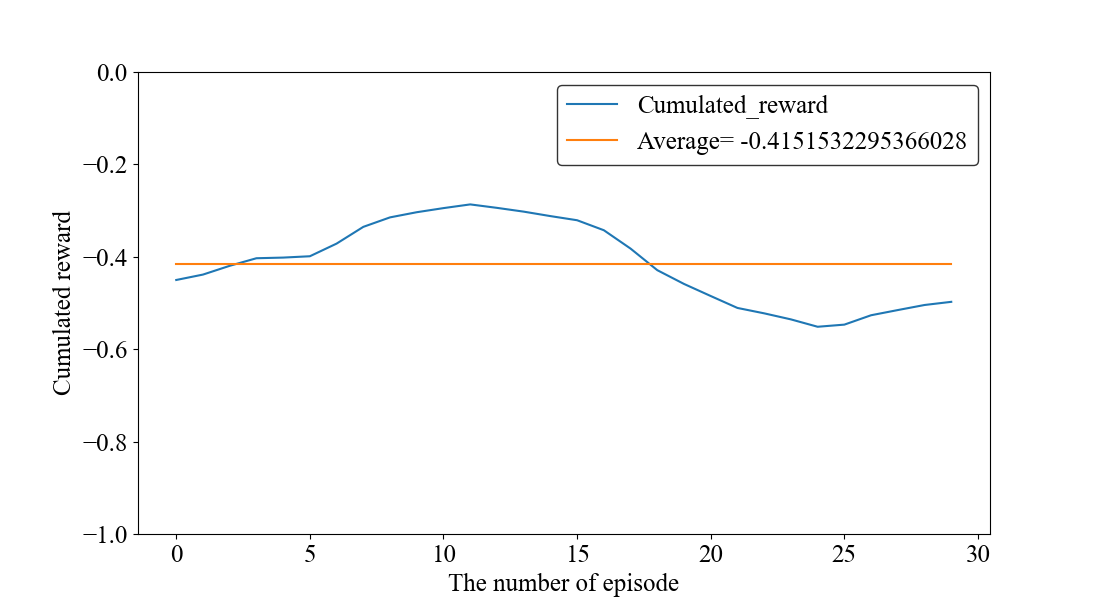 0.0
−0.2
−0.4
−0.6
−0.8
−1.0
Cumulated reward
Cumulated_reward
Average= -0.4151532295366028
0 5 10 15 20 25 30
The number of episode